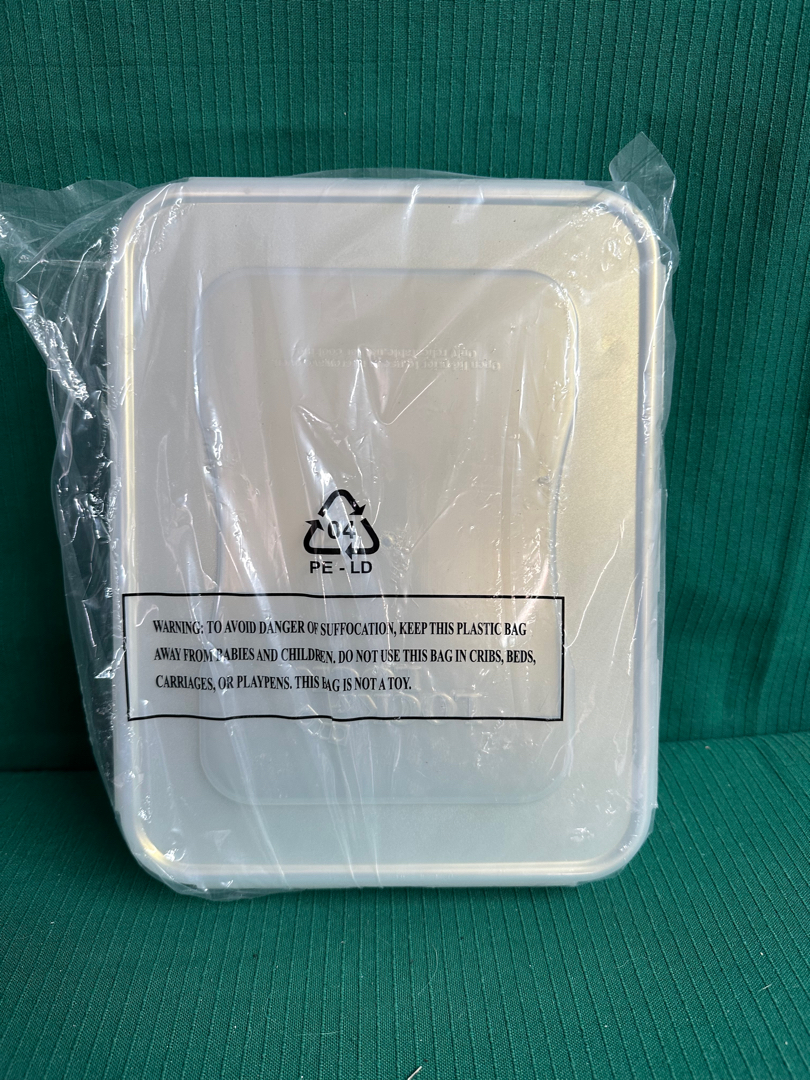 04
PE - LD
WARNING: TO AVOID DANGER OF SUFFOCATION, KEEP THIS PLASTIC BAG
AWAY FROM BABIES AND CHILDREN. DO NOT USE THIS BAG IN CRIBS, BEDS,
CARRIAGES, OR PLAYPENS. THIS BAG IS NOT A TOY.